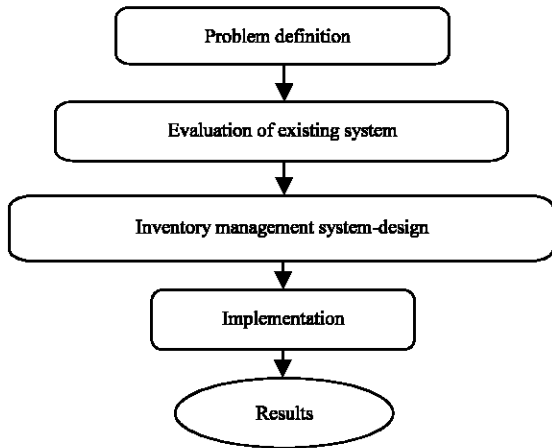 Problem definition
Evaluation of existing system
Inventory management system-design
Implementation
Results